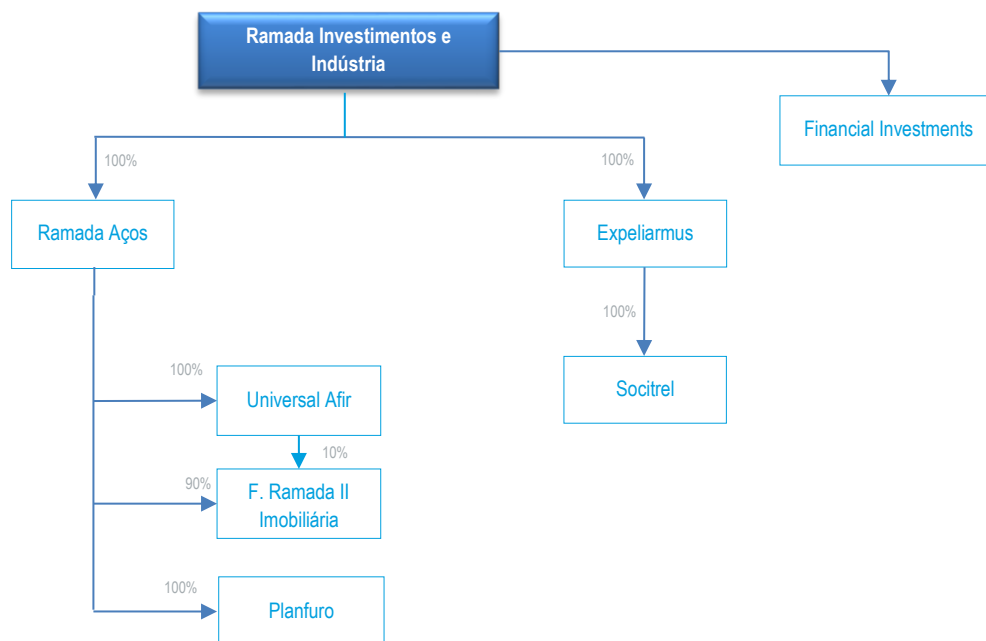 Ramada Investimentos e
Indústria
Financial Investments
100%
100%
Ramada Aços
Expeliarmus
100%
100%
Socitrel
Universal Afir
10%
90%
F. Ramada II
Imobiliária
100%
Planfuro